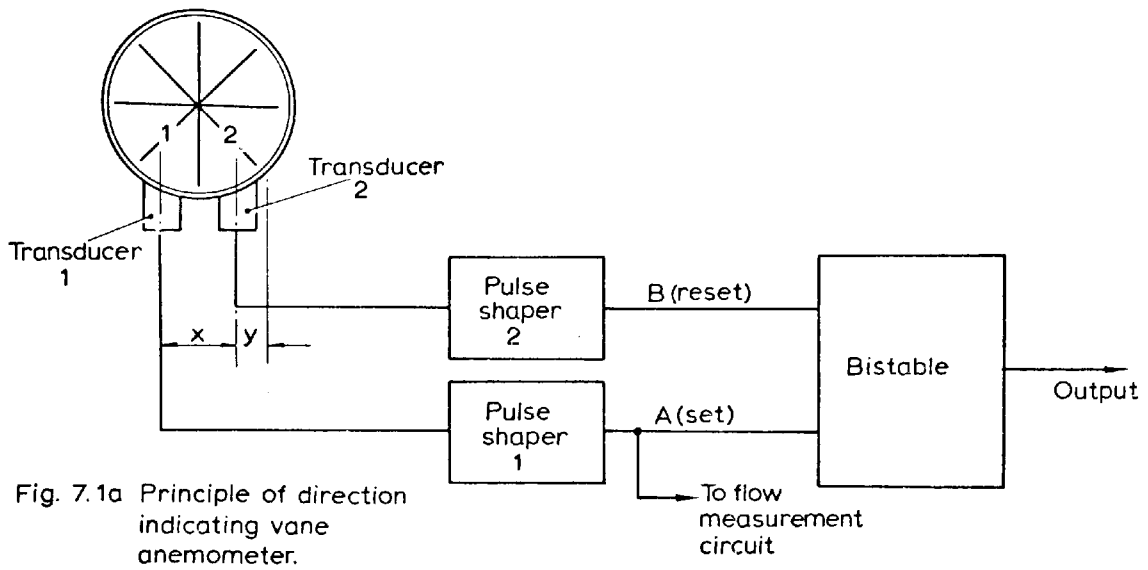 1
2
Transducer
2
Transducer
1
x
y
Pulse
shaper
2
B (reset)
Bistable
Output
Pulse
shaper
1
A (set)
To flow
measurement
circuit
Fig. 7.1a Principle of direction
indicating vane
anemometer.